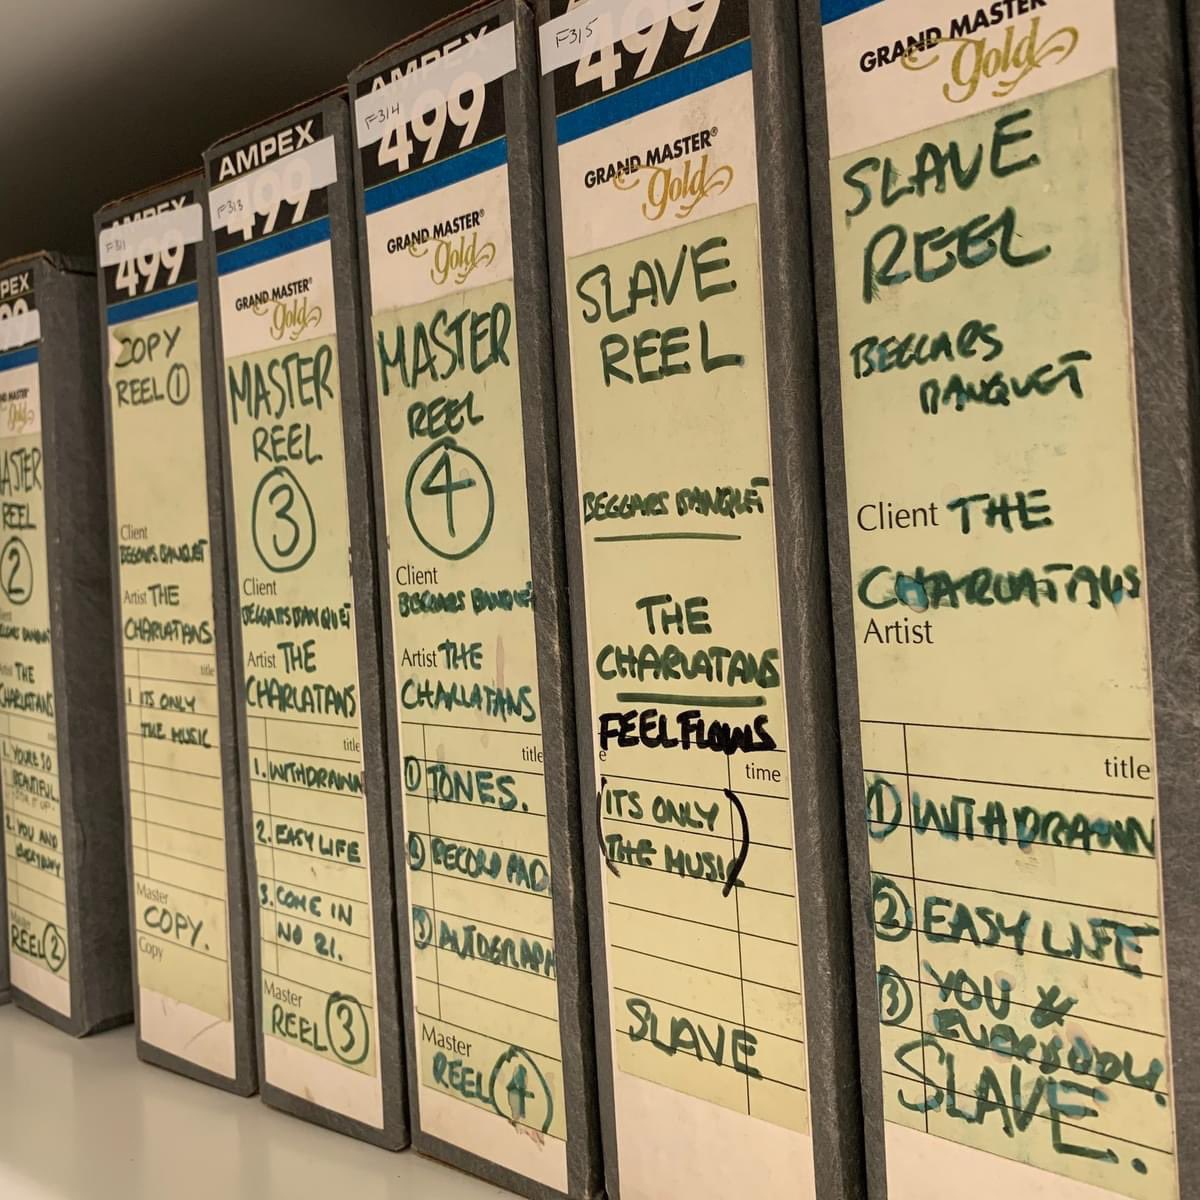 PEX
MASTER
REEL
2
THE
CHARLATANS
1. YOU'RE SO
BEAUTIFUL
2. YOU AND
EVERYBODY
REEL 2
AMPEX
F311
499
COPY
REEL 1
Client
BEGGARS BANQUET
Artist THE
CHARLATANS
title
1 ITS ONLY
THE MUSIC
Master
COPY.
Copy
AMPEX
F313
499
GRAND MASTER®
Gold
MASTER
REEL
3
Client
BEGGARS BANQUET
Artist THE
CHARLATANS
title
1. WITHDRAWN
2. EASY LIFE
3. COME IN
NO 21.
Master
REEL 3
AMPEX
F314
499
GRAND MASTER®
Gold
MASTER
REEL
4
Client
BEGGARS BANQUET
Artist THE
CHARLATANS
title
1 TONES.
2 RECORD MAD
3 AUTOGRAPH
Master
REEL 4
F315
499
GRAND MASTER®
Gold
SLAVE
REEL
BEGGARS BANQUET
THE
CHARLATANS
FEEL FLOWS
e time
(ITS ONLY
THE MUSIC)
SLAVE
GRAND MASTER
Gold
SLAVE
REEL
BEGGARS
BANQUET
Client THE
CHARLATANS
Artist
title
1 WITHDRAWN
2 EASY LIFE
3 YOU &
EVERYBODY
SLAVE.